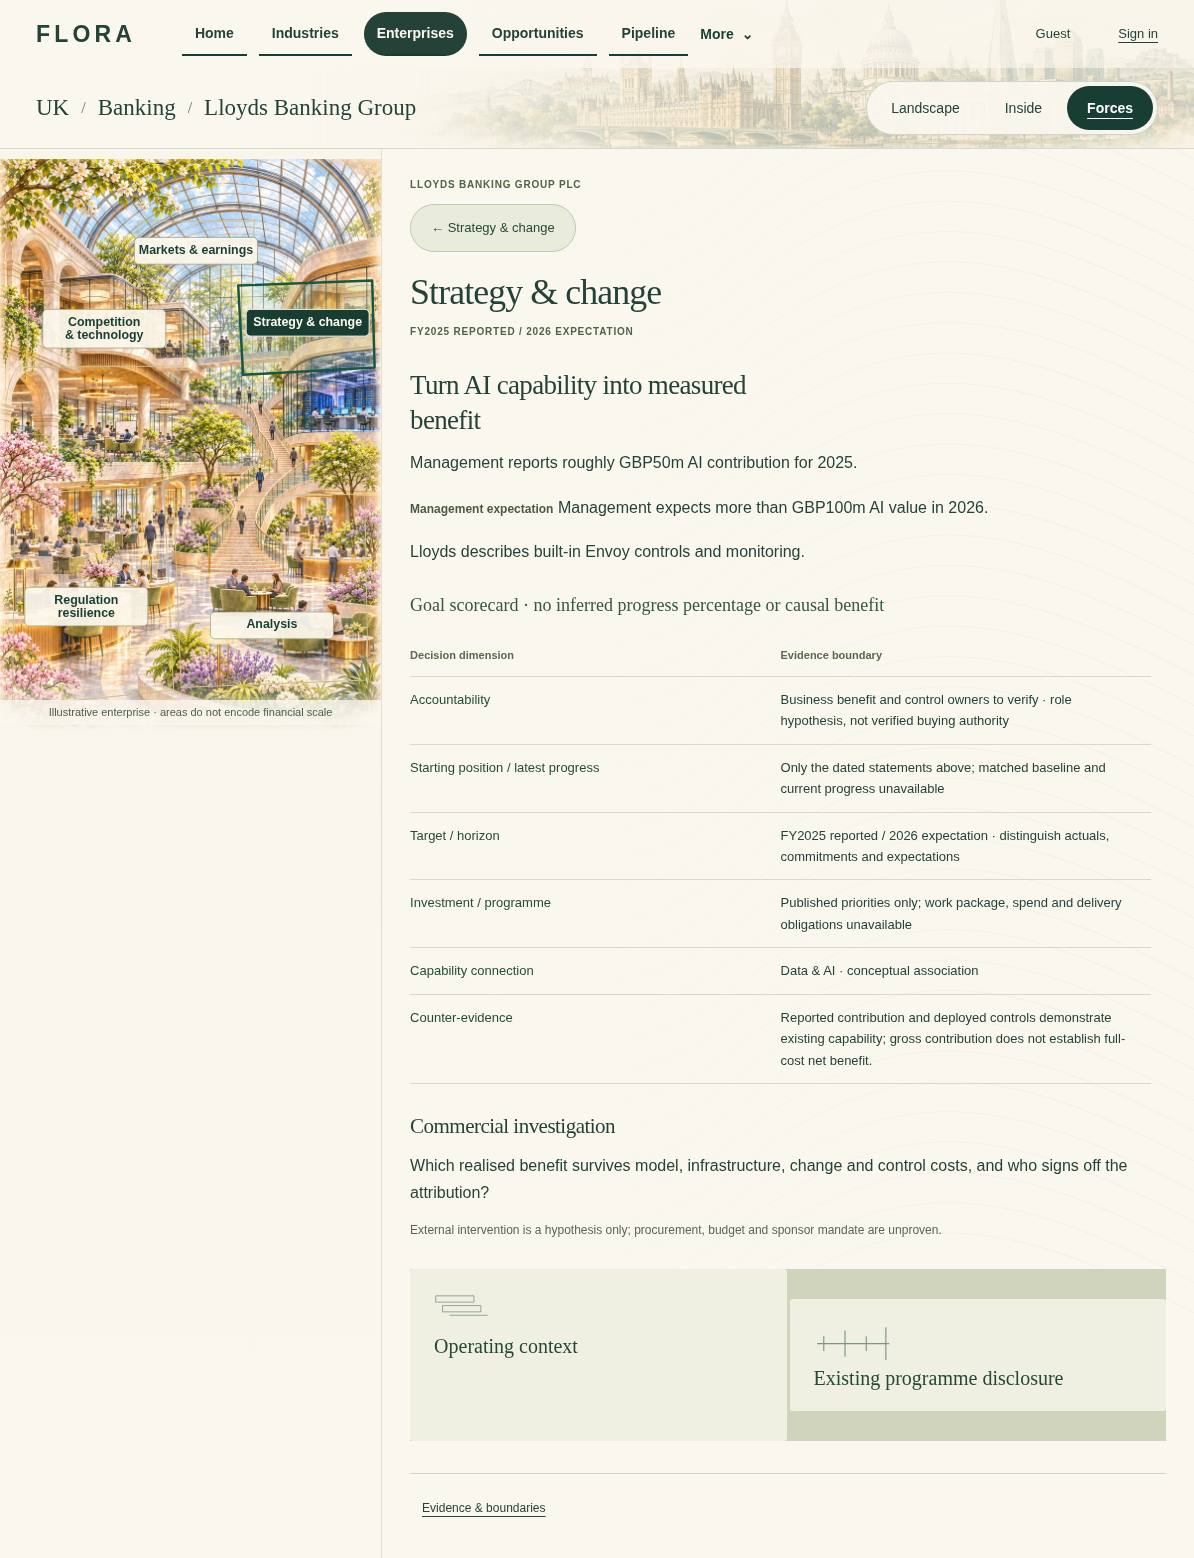 FLORA
Home
Industries
Enterprises
Opportunities
Pipeline
More
Guest
Sign in
UK / Banking / Lloyds Banking Group
Landscape
Inside
Forces
Markets & earnings
Competition
& technology
Strategy & change
Regulation
resilience
Analysis
Illustrative enterprise · areas do not encode financial scale
LLOYDS BANKING GROUP PLC
← Strategy & change
Strategy & change
FY2025 REPORTED / 2026 EXPECTATION
Turn AI capability into measured
benefit
Management reports roughly GBP50m AI contribution for 2025.
Management expectation Management expects more than GBP100m AI value in 2026.
Lloyds describes built-in Envoy controls and monitoring.
Goal scorecard · no inferred progress percentage or causal benefit
Decision dimension
Evidence boundary
Accountability
Business benefit and control owners to verify · role
hypothesis, not verified buying authority
Starting position / latest progress
Only the dated statements above; matched baseline and
current progress unavailable
Target / horizon
FY2025 reported / 2026 expectation · distinguish actuals,
commitments and expectations
Investment / programme
Published priorities only; work package, spend and delivery
obligations unavailable
Capability connection
Data & AI · conceptual association
Counter-evidence
Reported contribution and deployed controls demonstrate
existing capability; gross contribution does not establish full-
cost net benefit.
Commercial investigation
Which realised benefit survives model, infrastructure, change and control costs, and who signs off the
attribution?
External intervention is a hypothesis only; procurement, budget and sponsor mandate are unproven.
Operating context
Existing programme disclosure
Evidence & boundaries